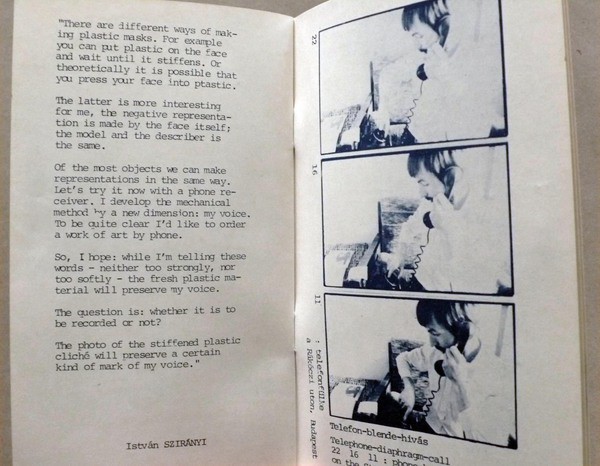 "There are different ways of mak-
ing plastic masks. For example
you can put plastic on the face
and wait until it stiffens. Or
theoretically it is possible that
you press your face into ptastic.
The latter is more interesting
for me, the negative representa-
tion is made by the face itself;
the model and the describer is
the same.
Of the most objects we can make
representations in the same way.
Let's try it now with a phone re-
ceiver. I develop the mechanical
method by a new dimension: my voice.
To be quite clear I'd like to order
a work of art by phone.
So, I hope: while I'm telling these
words - neither too strongly, nor
too softly - the fresh plastic ma-
terial will preserve my voice.
The question is: whether it is to
be recorded or not?
The photo of the stiffened plastic
cliché will preserve a certain
kind of mark of my voice."
István SZIRÁNYI
22
16
11
: telefonfülke
a Rákóczi uton, Budapest
Telefon-blende-hivás
Telephone-diaphragm-call
22 16 11 : phone
on the